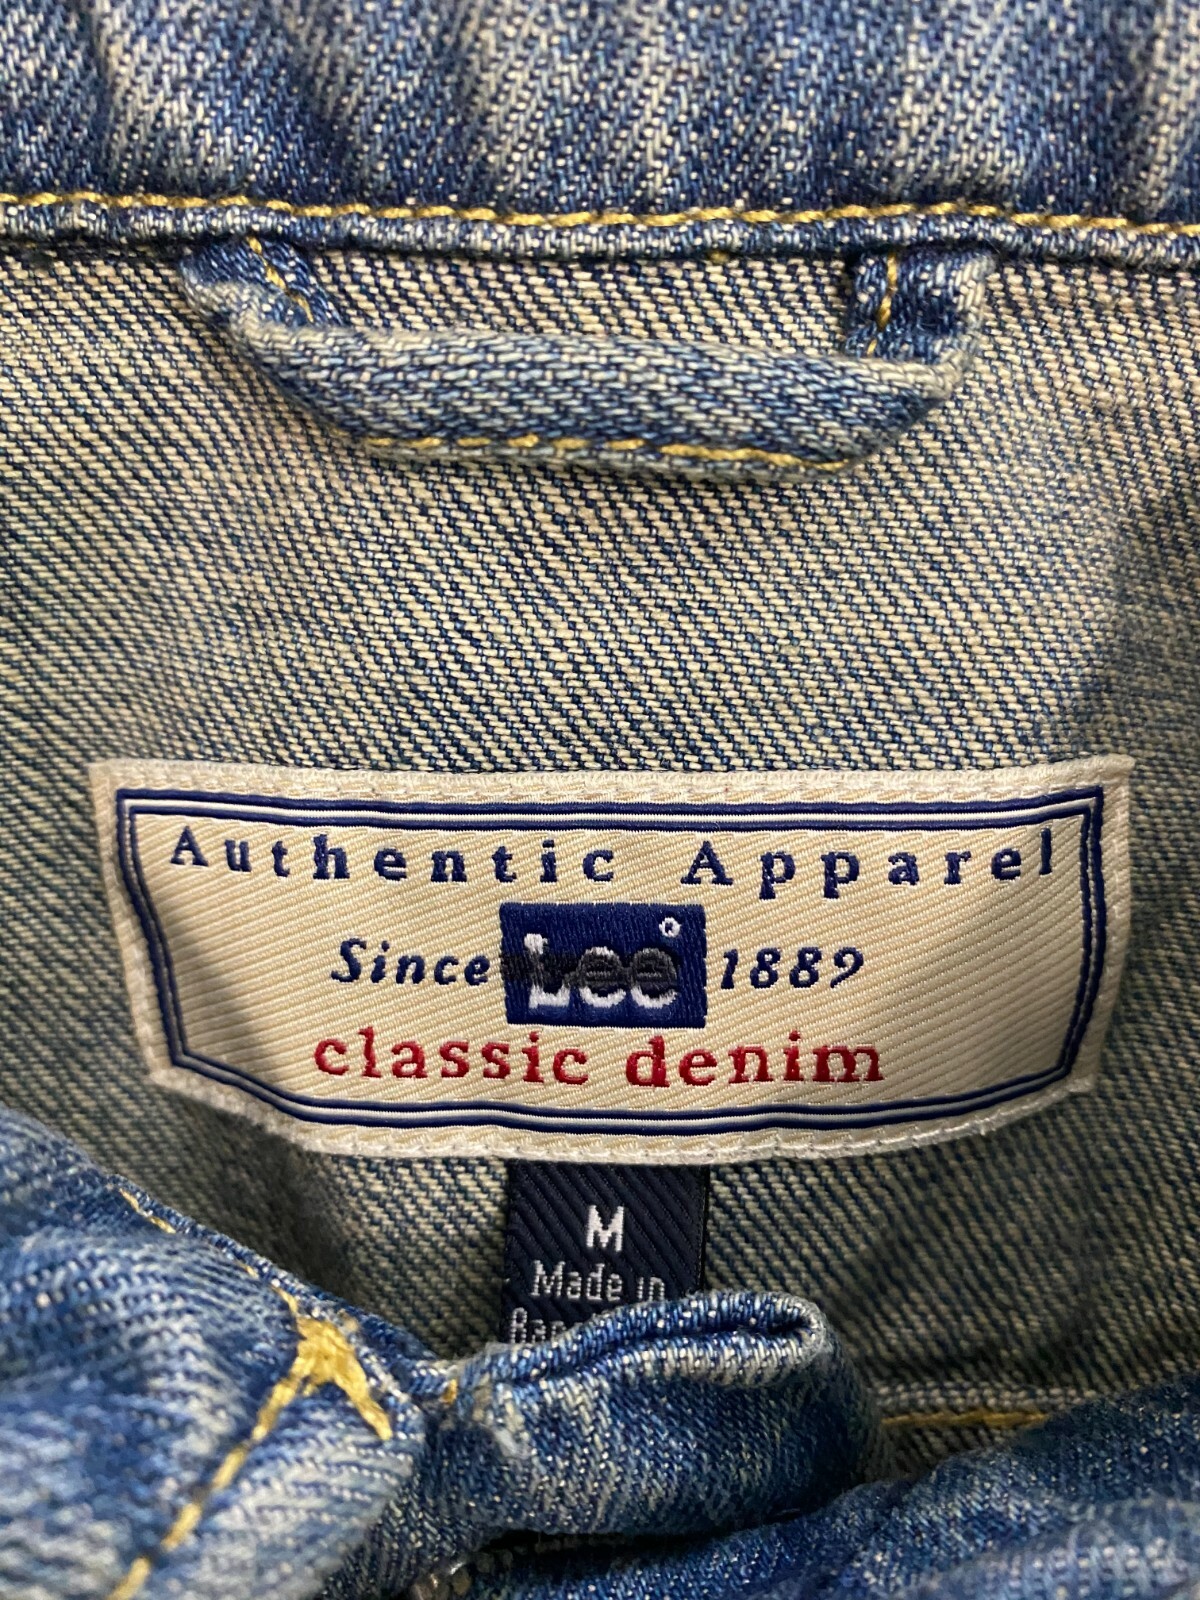 Authentic Apparel
Since Lee® 1889
classic denim
M
Made in